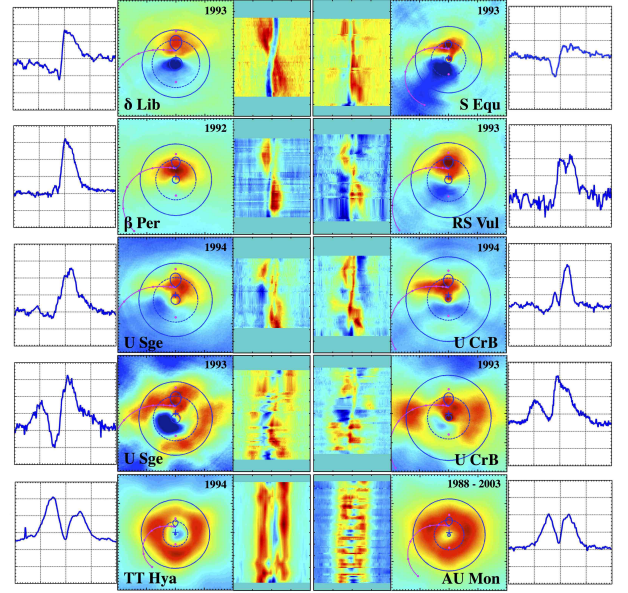 1993
δ Lib
1993
S Equ
1992
β Per
1993
RS Vul
1994
U Sge
1994
U CrB
1993
U Sge
1993
U CrB
1994
TT Hya
1988 - 2003
AU Mon